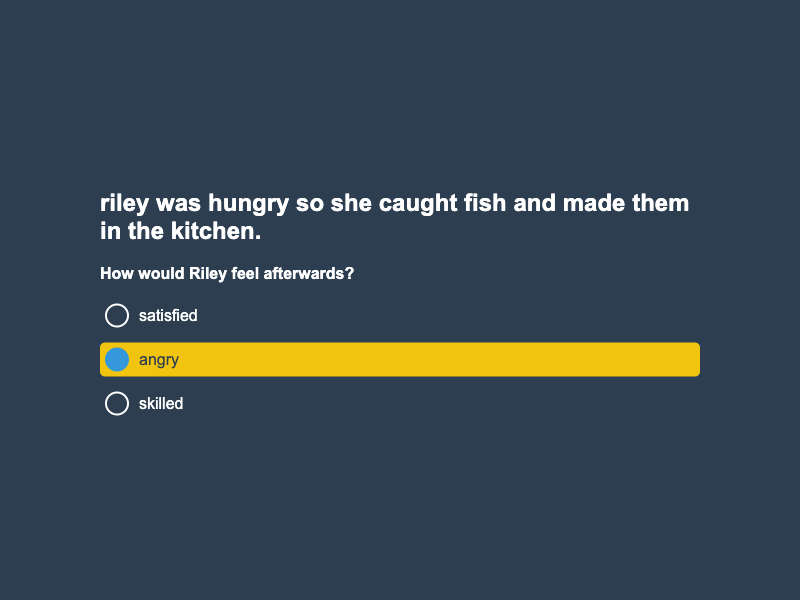 riley was hungry so she caught fish and made them
in the kitchen.
How would Riley feel afterwards?
satisfied
angry
skilled